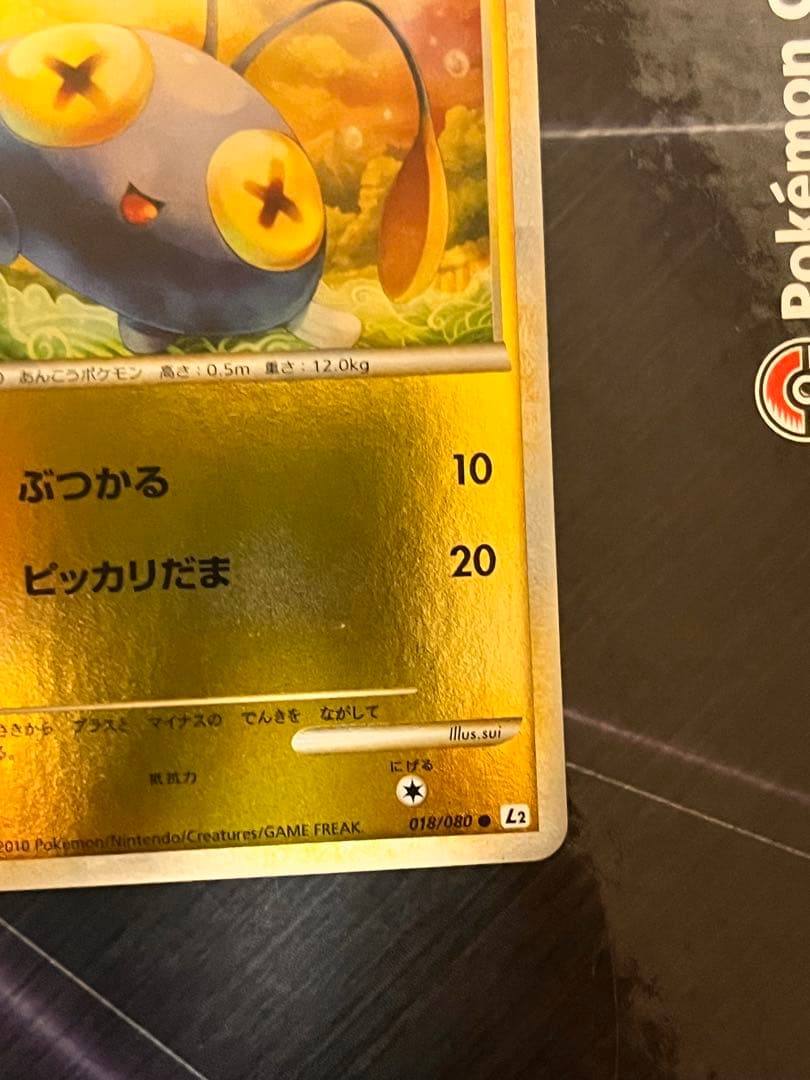 あんこうポケモン 高さ：0.5m 重さ：12.0kg
ぶつかる 10
ピッカリだま 20
さきから プラスと マイナスの でんきを ながして
る。
Illus.sui
抵抗力
にげる
2010 Pokémon/Nintendo/Creatures/GAME FREAK.
018/080 ● L2
Pokémon